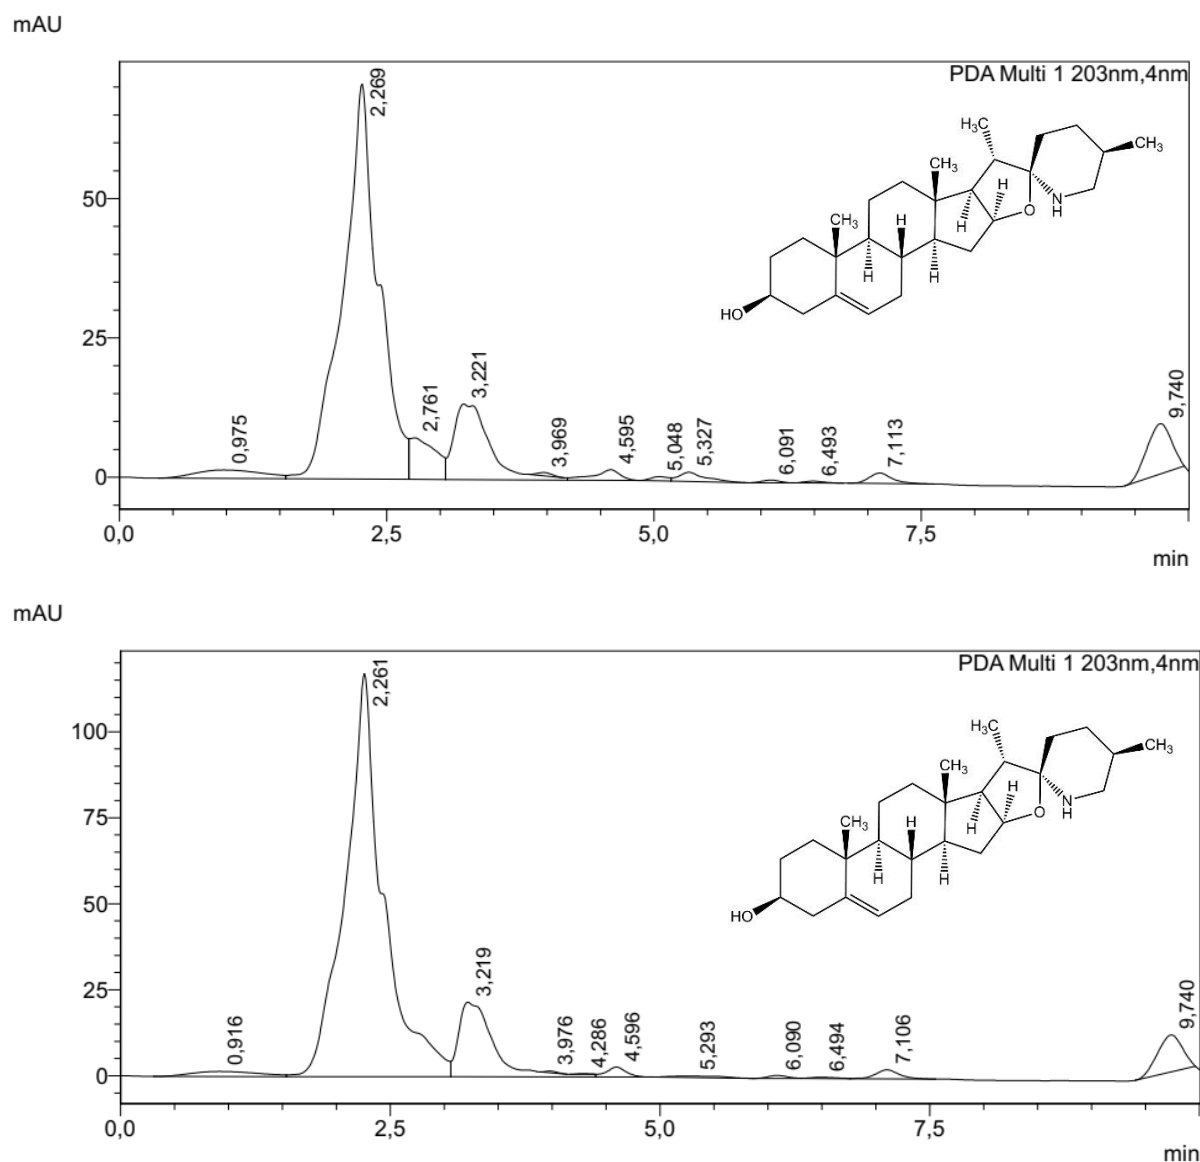 mAU
PDA Multi 1 203nm,4nm
2,269
50
25
0
0,975
2,761
3,221
3,969
4,595
5,048
5,327
6,091
6,493
7,113
9,740
H₃C
CH₃
CH₃
H
H
O
N
H
CH₃
H
H
H
HO
0,0
2,5
5,0
7,5
min
mAU
PDA Multi 1 203nm,4nm
2,261
100
75
50
25
0
0,916
3,219
3,976
4,286
4,596
5,293
6,090
6,494
7,106
9,740
H₃C
CH₃
CH₃
H
H
O
N
H
CH₃
H
H
H
HO
0,0
2,5
5,0
7,5
min